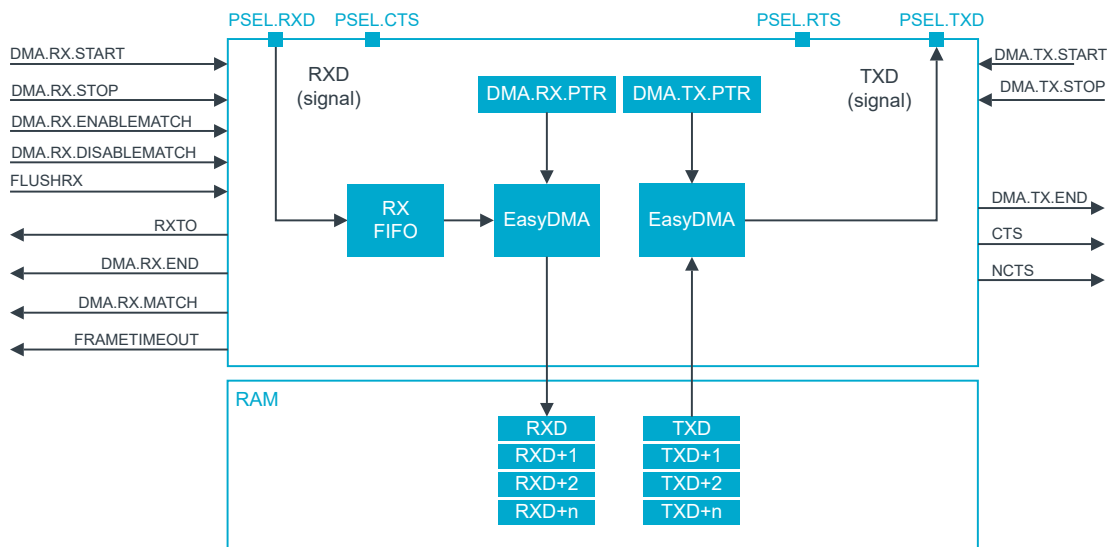 PSEL.RXD
PSEL.CTS
PSEL.RTS
PSEL.TXD
DMA.RX.START
DMA.RX.STOP
DMA.RX.ENABLEMATCH
DMA.RX.DISABLEMATCH
FLUSHRX
RXTO
DMA.RX.END
DMA.RX.MATCH
FRAMETIMEOUT
RXD
(signal)
DMA.RX.PTR
DMA.TX.PTR
TXD
(signal)
RX
FIFO
EasyDMA
EasyDMA
DMA.TX.START
DMA.TX.STOP
DMA.TX.END
CTS
NCTS
RAM
RXD
RXD+1
RXD+2
RXD+n
TXD
TXD+1
TXD+2
TXD+n